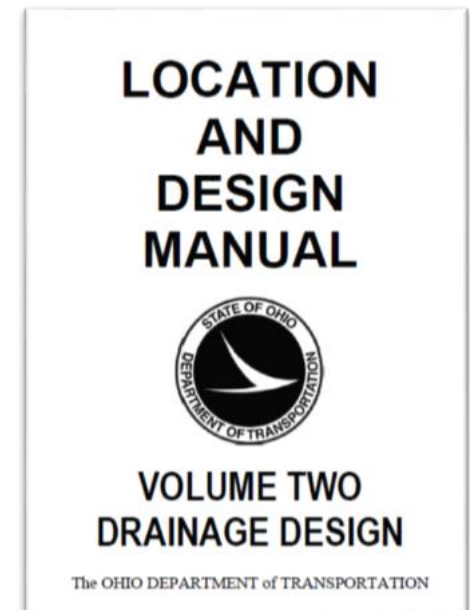 LOCATION
AND
DESIGN
MANUAL
STATE OF OHIO
DEPARTMENT OF TRANSPORTATION
VOLUME TWO
DRAINAGE DESIGN
The OHIO DEPARTMENT of TRANSPORTATION